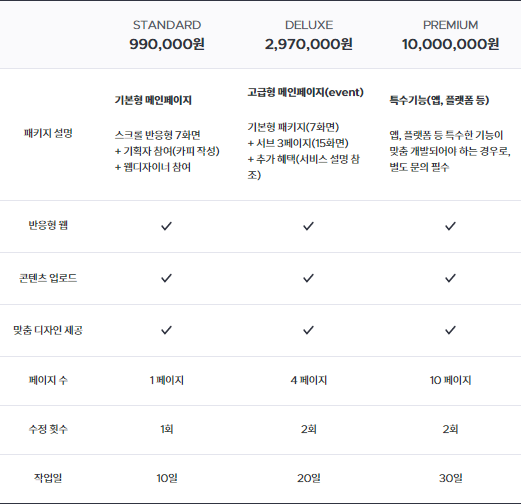 STANDARD DELUXE PREMIUM
990,000원 2,970,000원 10,000,000원
패키지 설명
기본형 메인페이지
스크롤 반응형 7화면
+ 기획자 참여(카피 작성)
+ 웹디자이너 참여
고급형 메인페이지(event)
기본형 패키지(7화면)
+ 서브 3페이지(15화면)
+ 추가 혜택(서비스 설명 참
조)
특수기능(앱, 플랫폼 등)
앱, 플랫폼 등 특수한 기능이
맞춤 개발되어야 하는 경우로,
별도 문의 필수
반응형 웹 ✓ ✓ ✓
콘텐츠 업로드 ✓ ✓ ✓
맞춤 디자인 제공 ✓ ✓ ✓
페이지 수 1 페이지 4 페이지 10 페이지
수정 횟수 1회 2회 2회
작업일 10일 20일 30일